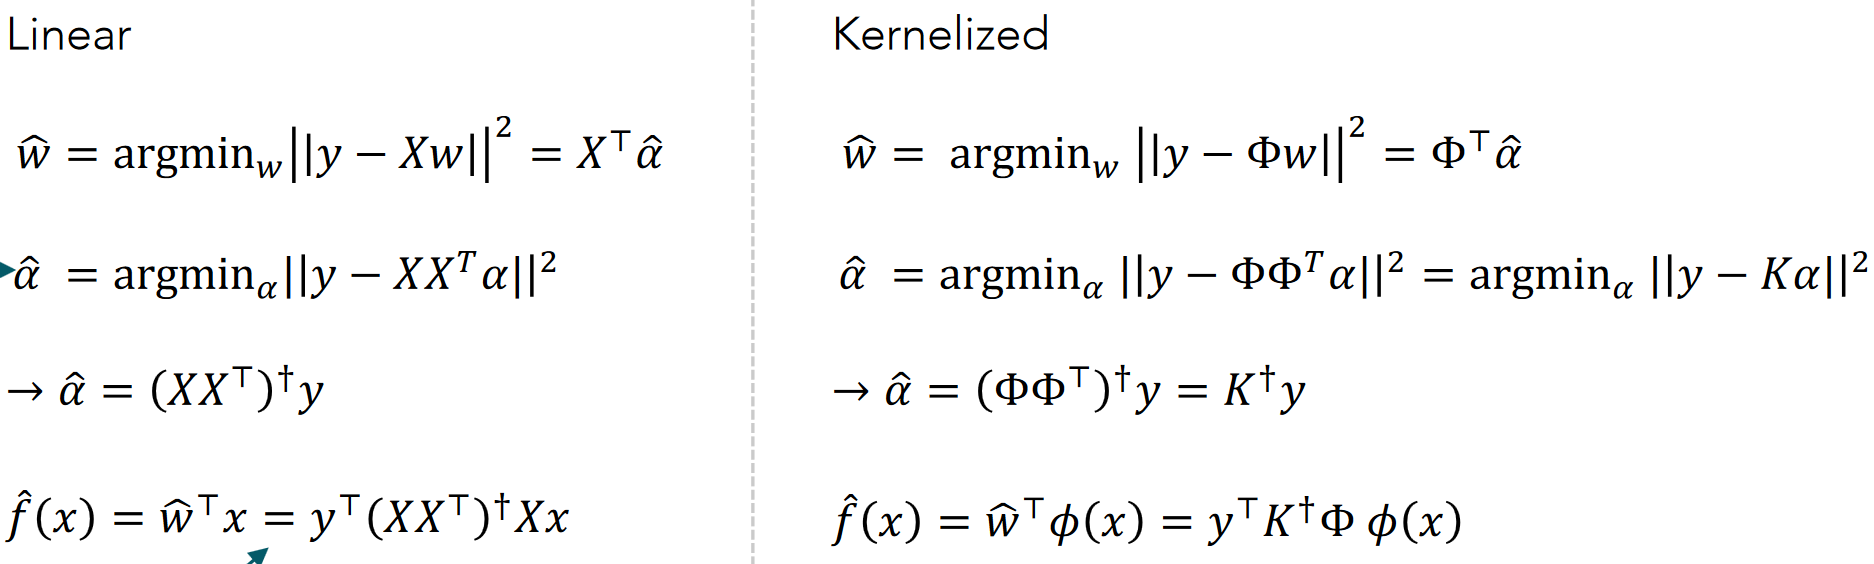 Linear
ŵ = argmin_w ||y − Xw||² = X^⊤ α̂
α̂ = argmin_α ||y − XX^T α||²
→ α̂ = (XX^⊤)^† y
f̂(x) = ŵ^⊤ x = y^⊤ (XX^⊤)^† Xx
Kernelized
ŵ = argmin_w ||y − Φw||² = Φ^⊤ α̂
α̂ = argmin_α ||y − ΦΦ^T α||² = argmin_α ||y − Kα||²
→ α̂ = (ΦΦ^⊤)^† y = K^† y
f̂(x) = ŵ^⊤ ϕ(x) = y^⊤ K^† Φ ϕ(x)